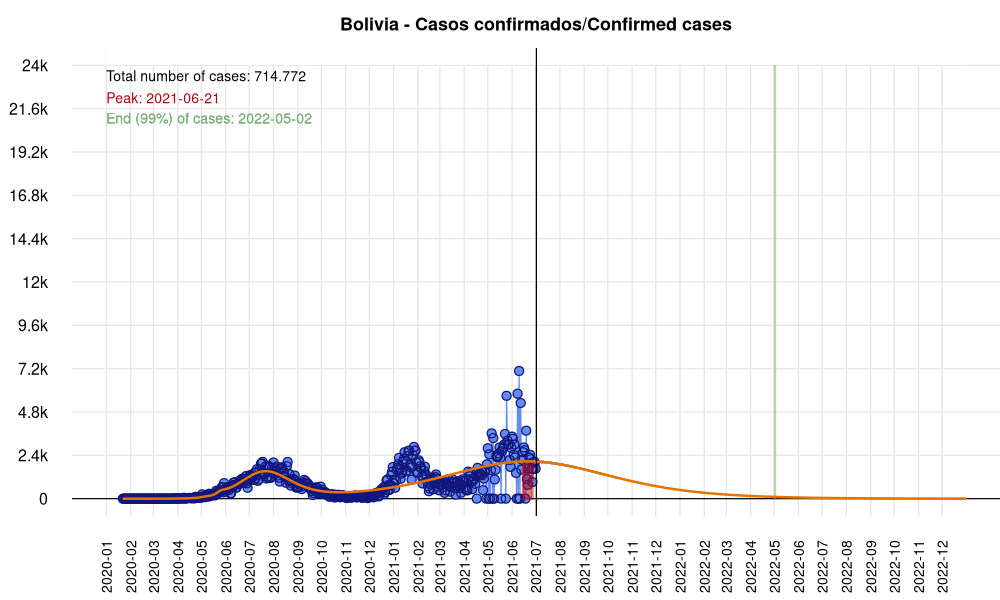 Bolivia - Casos confirmados/Confirmed cases
Total number of cases: 714.772
Peak: 2021-06-21
End (99%) of cases: 2022-05-02
24k
21.6k
19.2k
16.8k
14.4k
12k
9.6k
7.2k
4.8k
2.4k
0
2020-01
2020-02
2020-03
2020-04
2020-05
2020-06
2020-07
2020-08
2020-09
2020-10
2020-11
2020-12
2021-01
2021-02
2021-03
2021-04
2021-05
2021-06
2021-07
2021-08
2021-09
2021-10
2021-11
2021-12
2022-01
2022-02
2022-03
2022-04
2022-05
2022-06
2022-07
2022-08
2022-09
2022-10
2022-11
2022-12